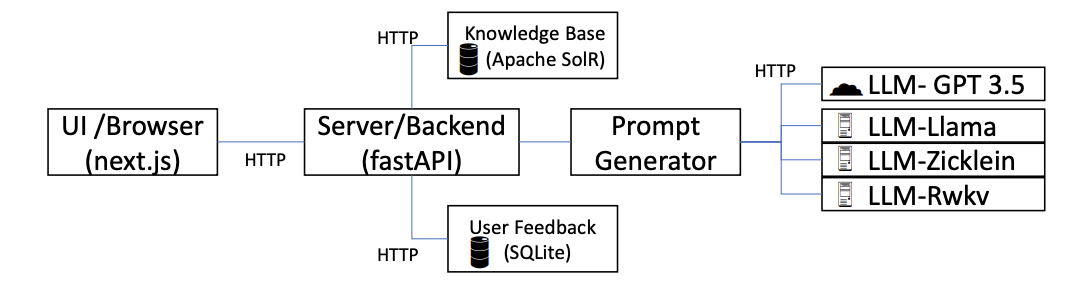 HTTP
Knowledge Base
(Apache SolR)
UI /Browser
(next.js)
HTTP
Server/Backend
(fastAPI)
Prompt
Generator
HTTP
LLM- GPT 3.5
LLM-Llama
LLM-Zicklein
LLM-Rwkv
HTTP
User Feedback
(SQLite)